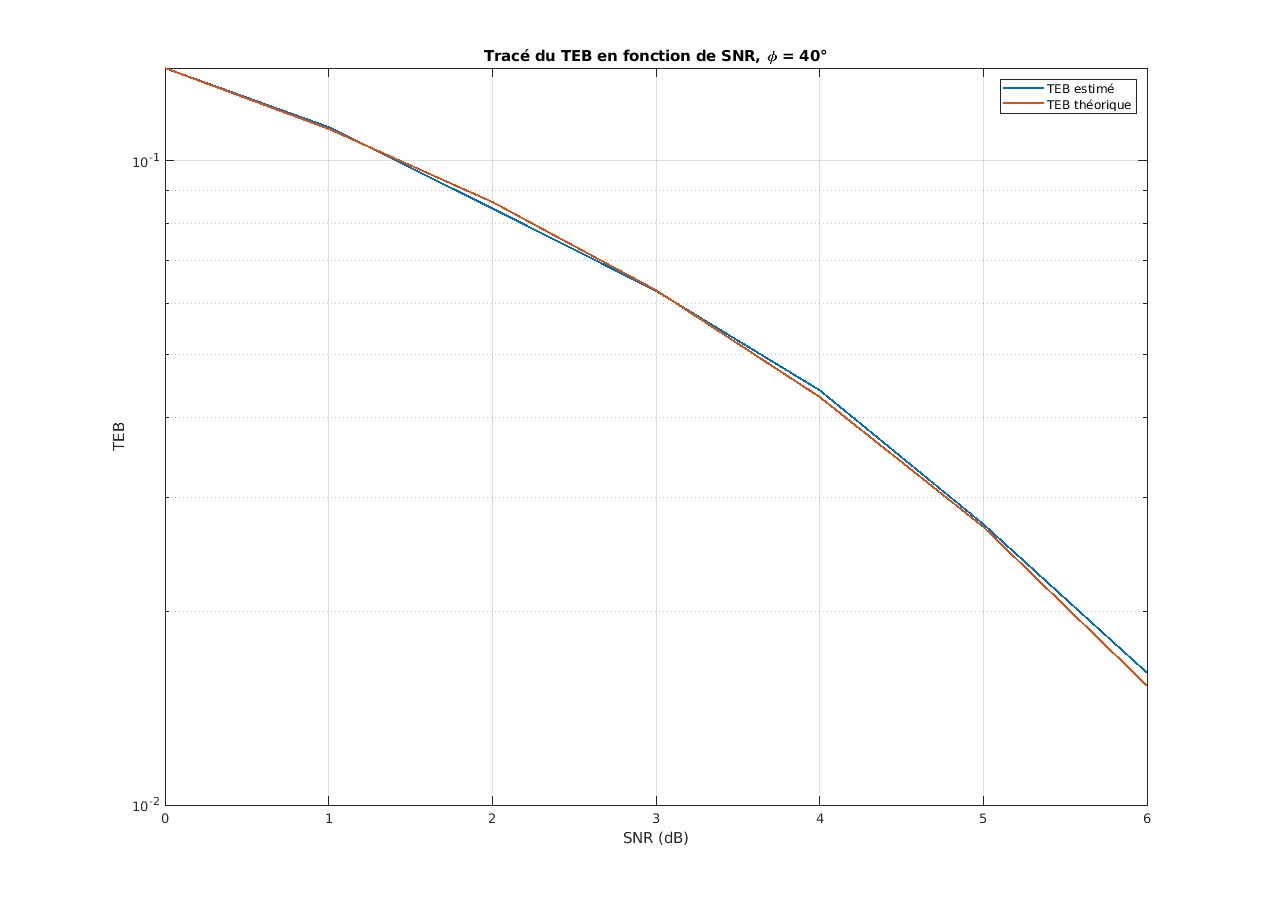 Tracé du TEB en fonction de SNR, ϕ = 40°
TEB estimé
TEB théorique
10-1
TEB
10-2
0 1 2 3 4 5 6
SNR (dB)